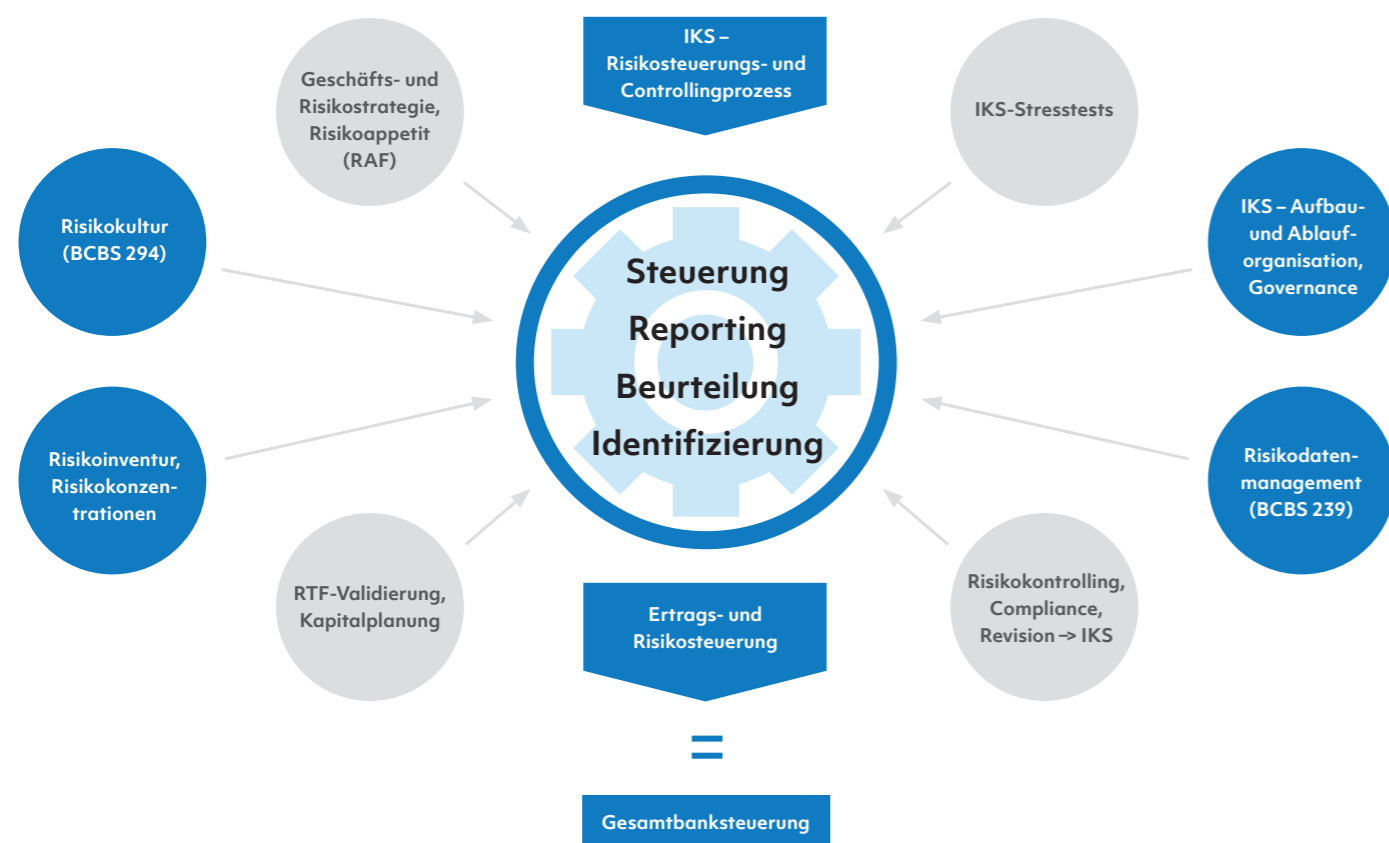 IKS –
Risikosteuerungs- und
Controllingprozess
Geschäfts- und
Risikostrategie,
Risikoappetit
(RAF)
IKS-Stresstests
Risikokultur
(BCBS 294)
IKS – Aufbau-
und Ablauf-
organisation,
Governance
Steuerung
Reporting
Beurteilung
Identifizierung
Risikoinventur,
Risikokonzen-
trationen
Risikodaten-
management
(BCBS 239)
RTF-Validierung,
Kapitalplanung
Risikokontrolling,
Compliance,
Revision –> IKS
Ertrags- und
Risikosteuerung
=
Gesamtbanksteuerung